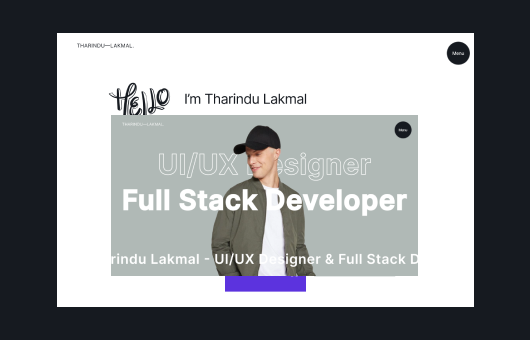 THARINDU—LAKMAL.
Menu
HELLO I'm Tharindu Lakmal
THARINDU—LAKMAL.
Menu
UI/UX Designer
Full Stack Developer
rindu Lakmal - UI/UX Designer & Full Stack D